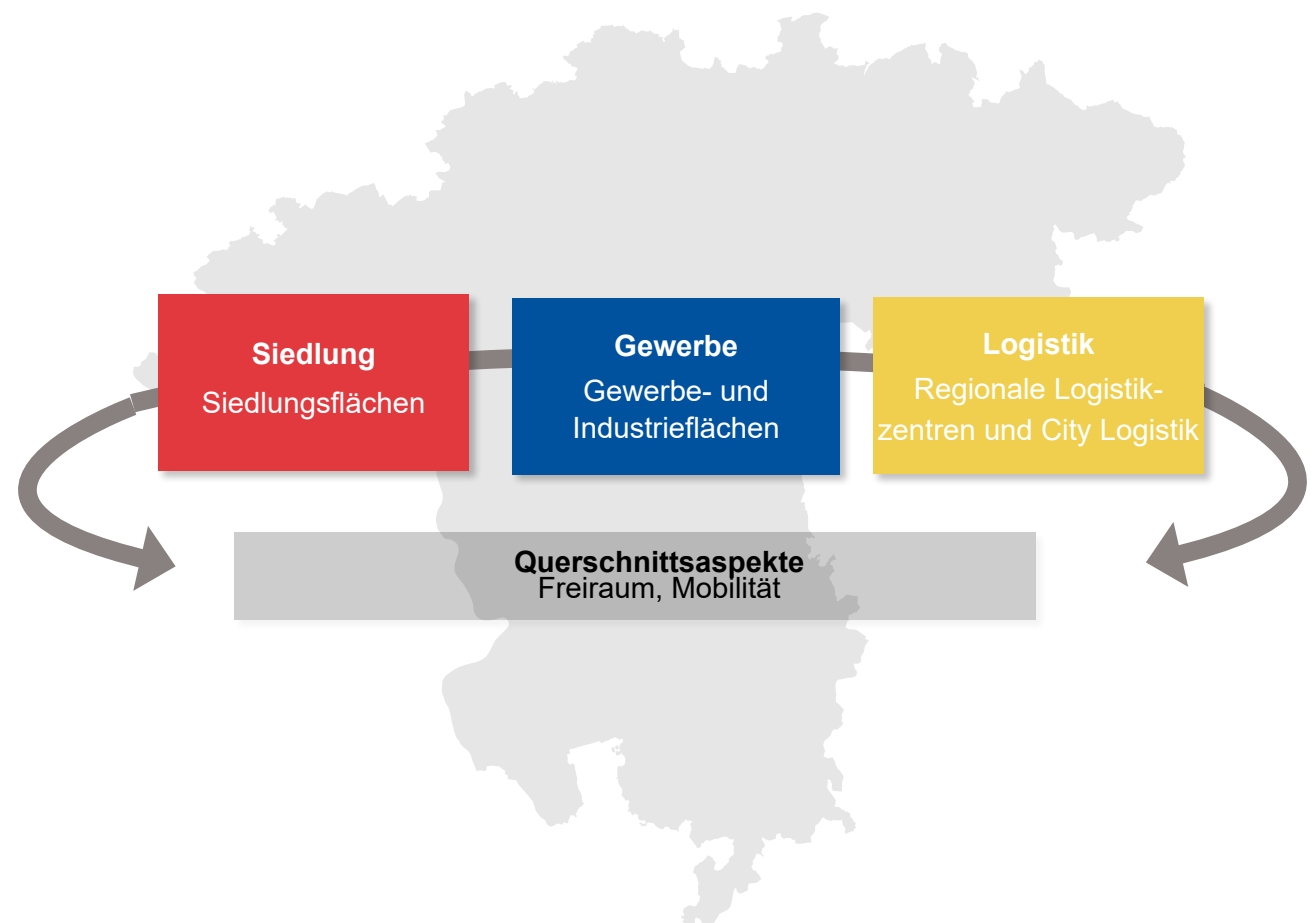 Siedlung
Siedlungsflächen
Gewerbe
Gewerbe- und
Industrieflächen
Logistik
Regionale Logistik-
zentren und City Logistik
Querschnittsaspekte
Freiraum, Mobilität